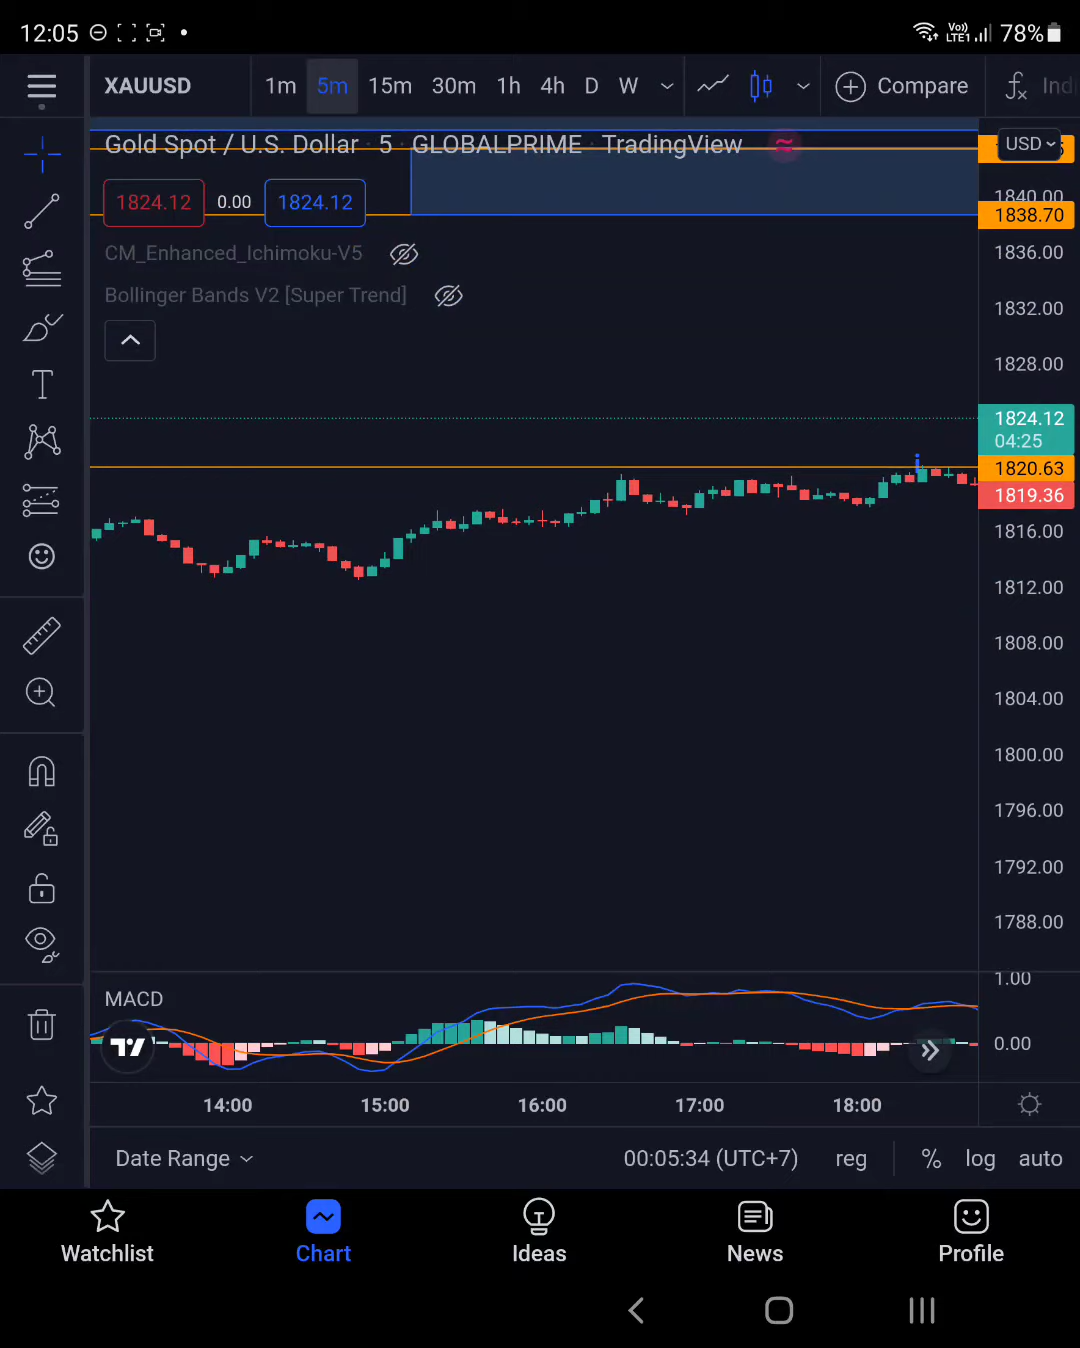 12:05
Vo))
LTE1
78%
XAUUSD
1m 5m 15m 30m 1h 4h D W
Compare
fx Ind
Gold Spot / U.S. Dollar 5 GLOBALPRIME TradingView
USD
1824.12 0.00 1824.12
CM_Enhanced_Ichimoku-V5
Bollinger Bands V2 [Super Trend]
i
1840.00
1838.70
1836.00
1832.00
1828.00
1824.12
04:25
1820.63
1819.36
1816.00
1812.00
1808.00
1804.00
1800.00
1796.00
1792.00
1788.00
MACD
1.00
0.00
14:00 15:00 16:00 17:00 18:00
Date Range
00:05:34 (UTC+7)
reg
% log auto
Watchlist Chart Ideas News Profile